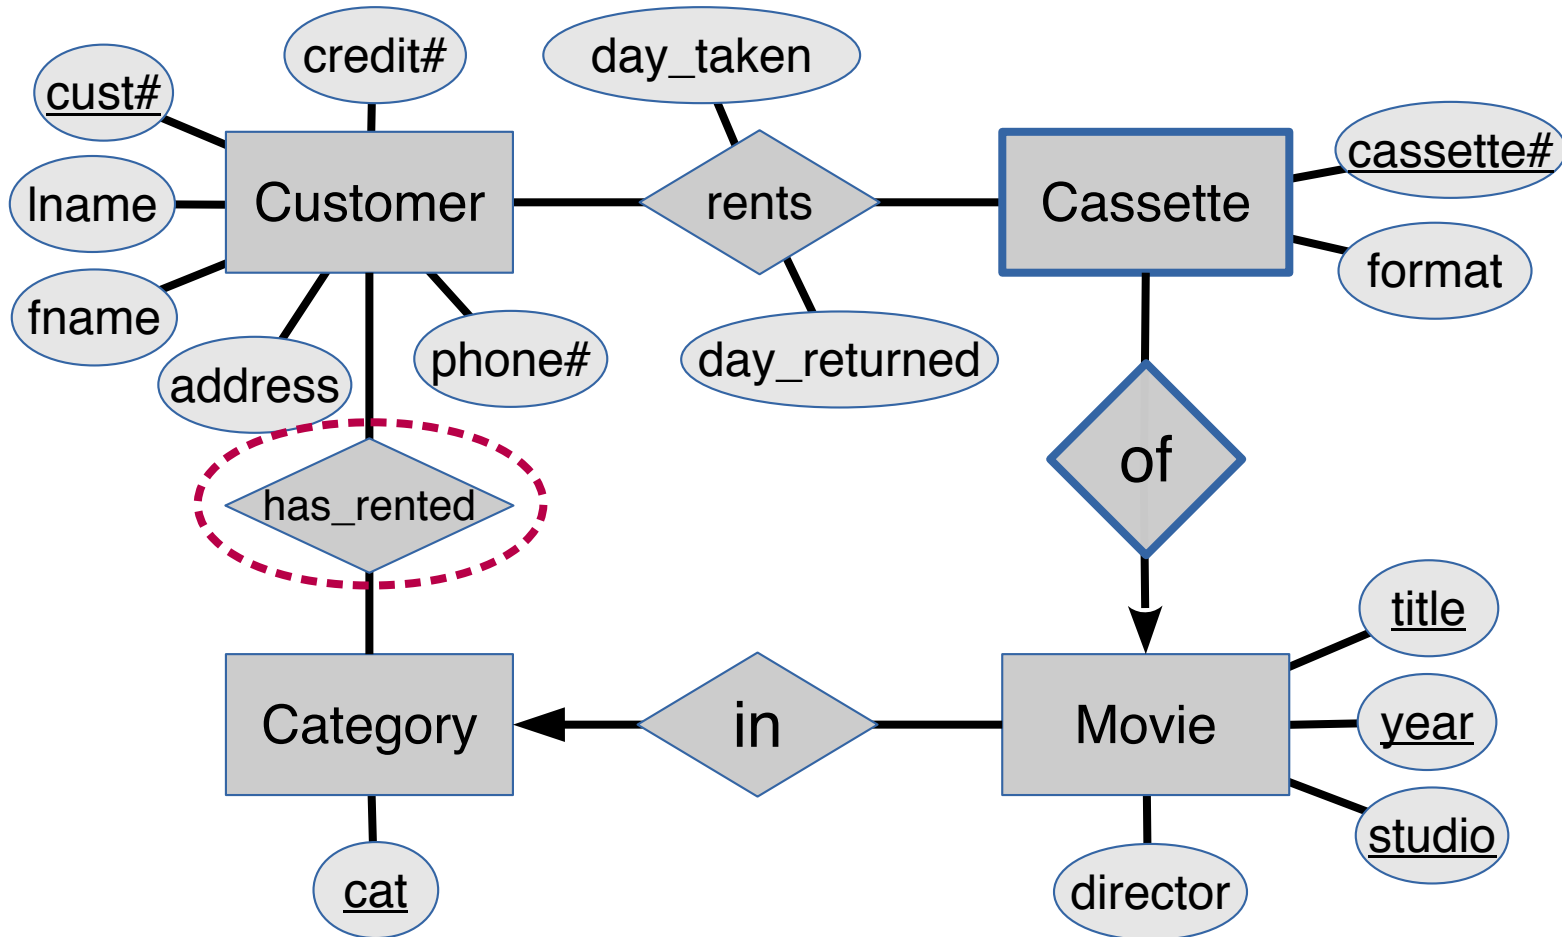 credit#
day_taken
cust#
cassette#
lname
Customer
rents
Cassette
format
fname
address
phone#
day_returned
of
has_rented
title
Category
in
Movie
year
studio
cat
director